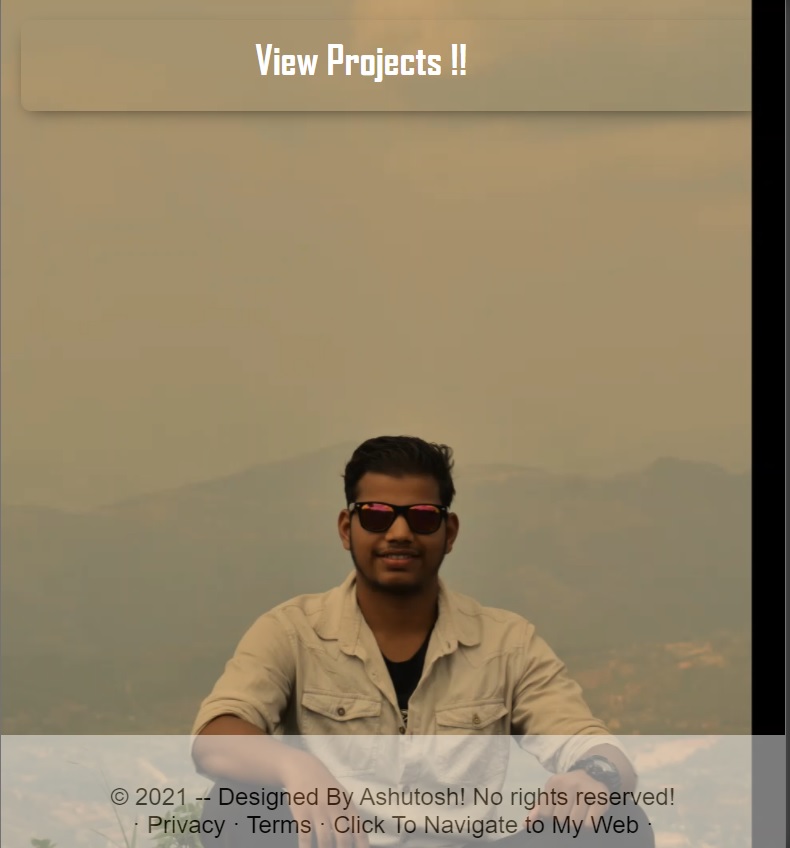 View Projects !!
© 2021 -- Designed By Ashutosh! No rights reserved!
· Privacy · Terms · Click To Navigate to My Web ·